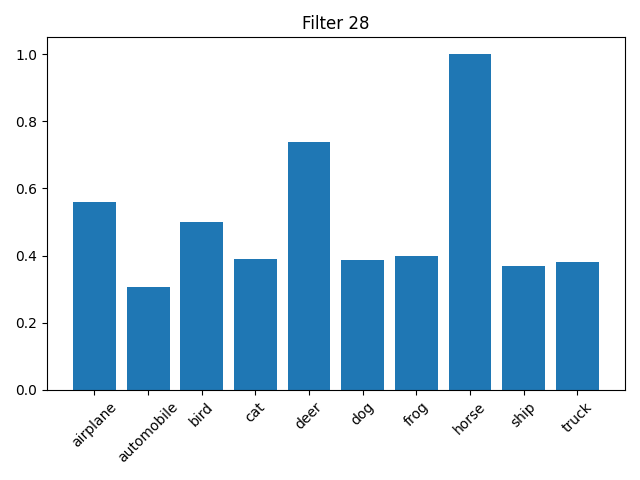 Filter 28
1.0
0.8
0.6
0.4
0.2
0.0
airplane
automobile
bird
cat
deer
dog
frog
horse
ship
truck